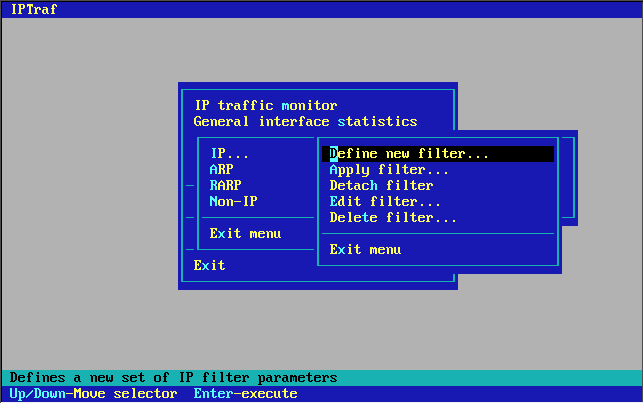 IPTraf
IP traffic monitor
General interface statistics
IP...
ARP
RARP
Non-IP
Exit menu
Exit
Define new filter...
Apply filter...
Detach filter
Edit filter...
Delete filter...
Exit menu
Defines a new set of IP filter parameters
Up/Down-Move selector  Enter-execute